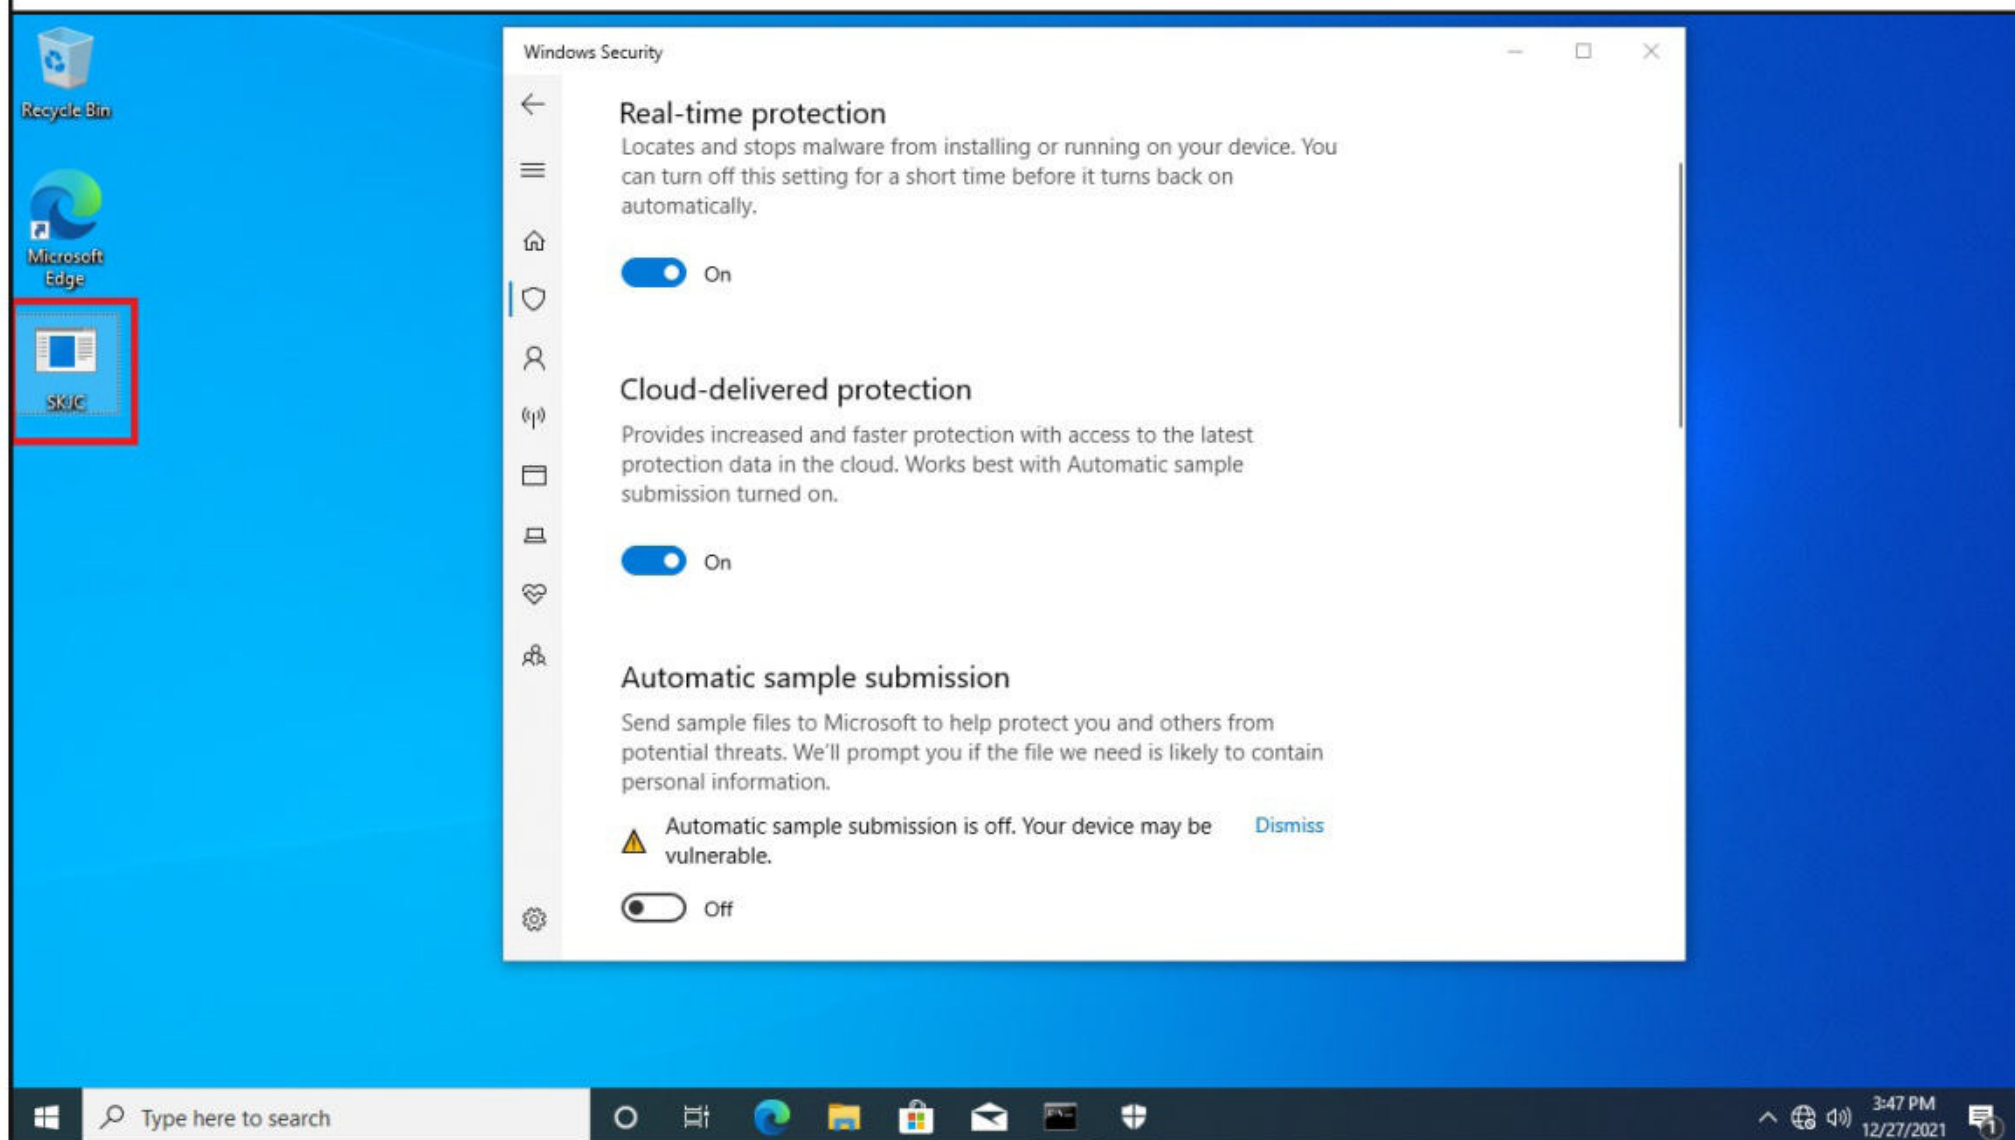 Recycle Bin
Microsoft
Edge
SKJC
Windows Security
Real-time protection
Locates and stops malware from installing or running on your device. You
can turn off this setting for a short time before it turns back on
automatically.
On
Cloud-delivered protection
Provides increased and faster protection with access to the latest
protection data in the cloud. Works best with Automatic sample
submission turned on.
On
Automatic sample submission
Send sample files to Microsoft to help protect you and others from
potential threats. We'll prompt you if the file we need is likely to contain
personal information.
Automatic sample submission is off. Your device may be
vulnerable.
Dismiss
Off
Type here to search
3:47 PM
12/27/2021
1